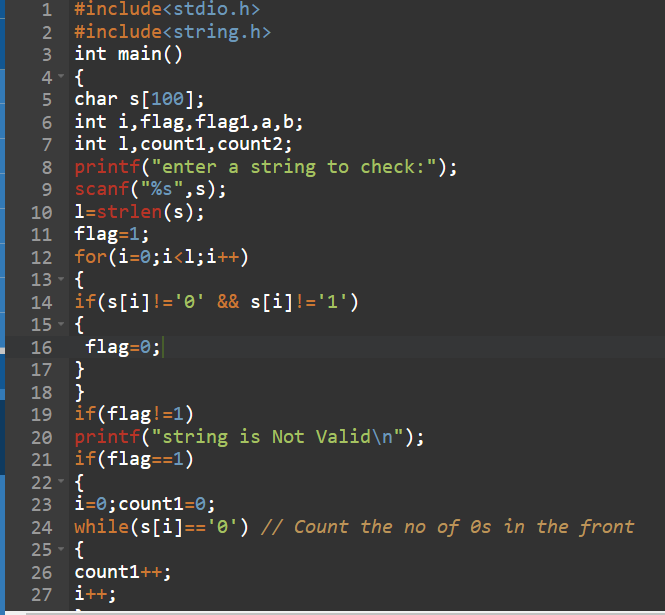 1 #include<stdio.h>
2 #include<string.h>
3 int main()
4 {
5 char s[100];
6 int i,flag,flag1,a,b;
7 int l,count1,count2;
8 printf("enter a string to check:");
9 scanf("%s",s);
10 l=strlen(s);
11 flag=1;
12 for(i=0;i<l;i++)
13 {
14 if(s[i]!='0' && s[i]!='1')
15 {
16  flag=0;
17 }
18 }
19 if(flag!=1)
20 printf("string is Not Valid\n");
21 if(flag==1)
22 {
23 i=0;count1=0;
24 while(s[i]=='0') // Count the no of 0s in the front
25 {
26 count1++;
27 i++;